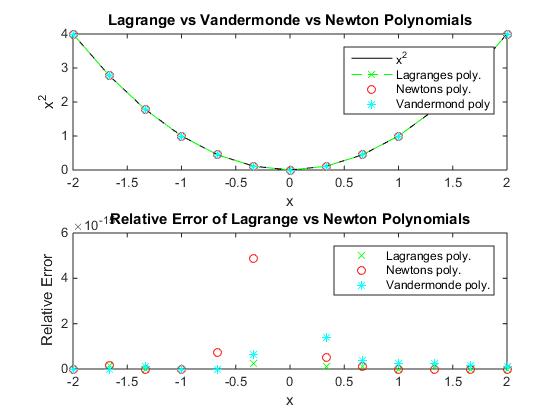 Lagrange vs Vandermonde vs Newton Polynomials
4
3
2
1
0
x²
x²
Lagranges poly.
Newtons poly.
Vandermond poly
-2 -1.5 -1 -0.5 0 0.5 1 1.5 2
x
Relative Error of Lagrange vs Newton Polynomials
6
4
2
0
Relative Error
Lagranges poly.
Newtons poly.
Vandermonde poly.
-2 -1.5 -1 -0.5 0 0.5 1 1.5 2
x